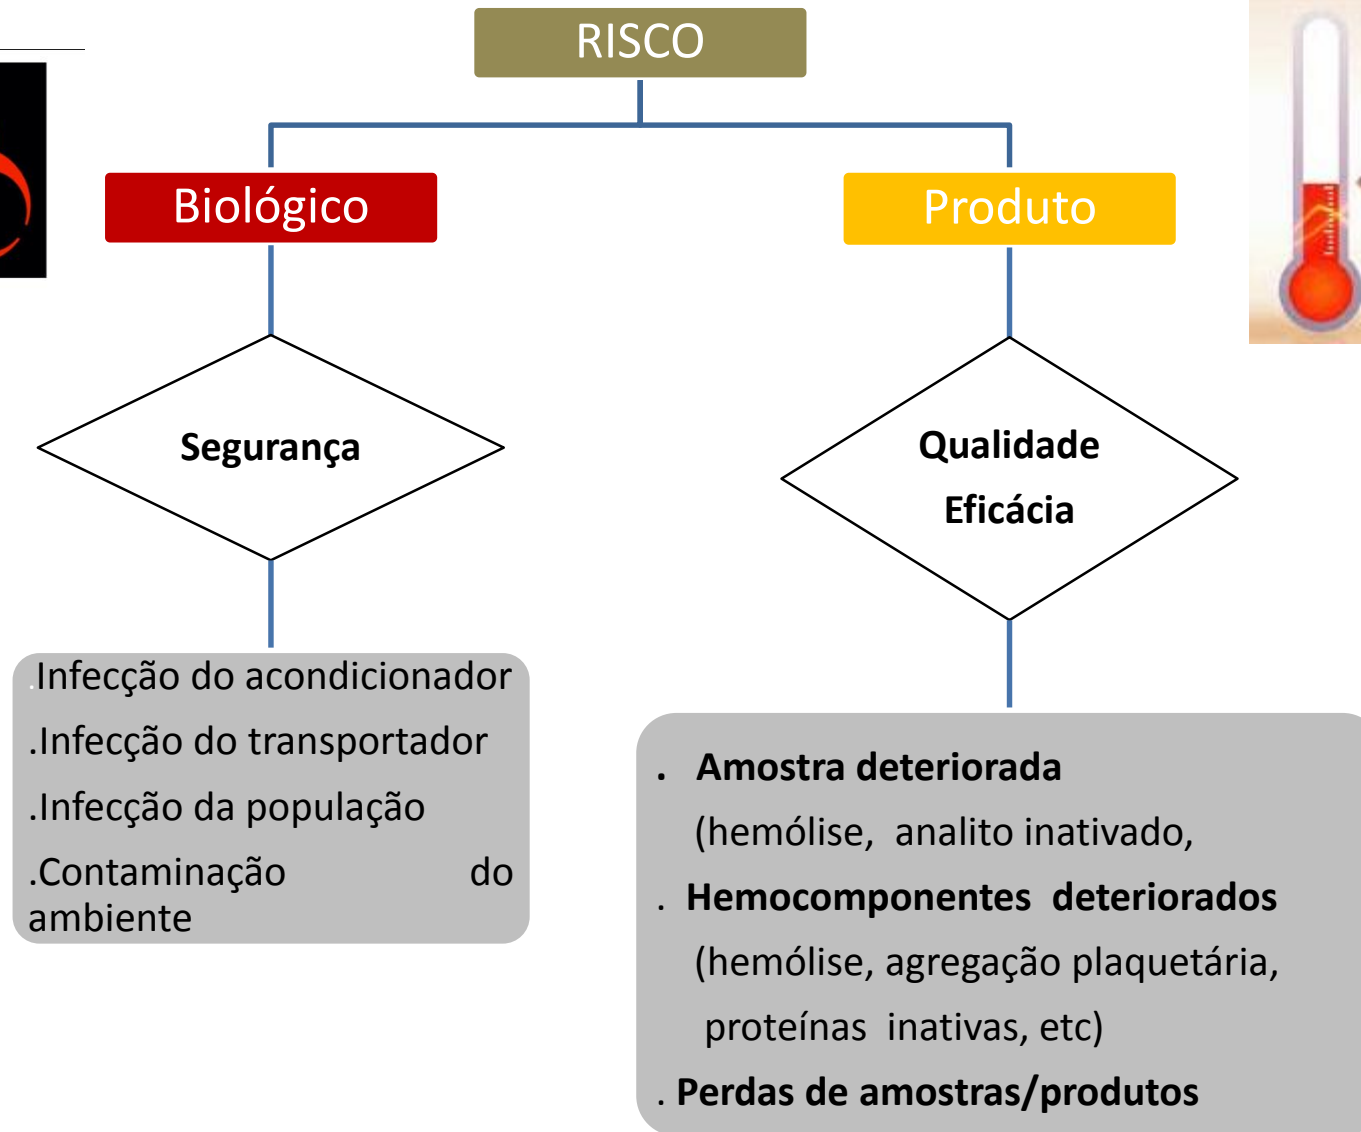 RISCO
Biológico
Produto
Segurança
Qualidade
Eficácia
.Infecção do acondicionador
.Infecção do transportador
.Infecção da população
.Contaminação do
ambiente
. Amostra deteriorada
(hemólise, analito inativado,
. Hemocomponentes deteriorados
(hemólise, agregação plaquetária,
proteínas inativas, etc)
. Perdas de amostras/produtos